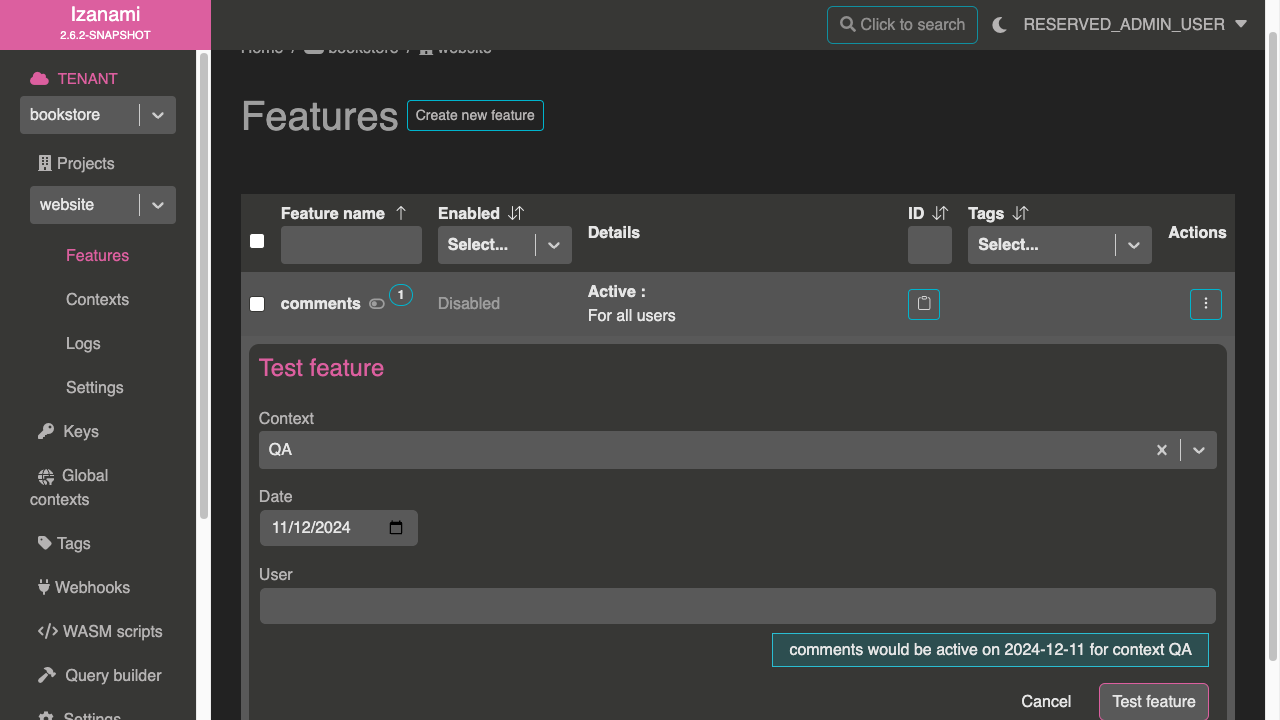 Izanami
2.6.2-SNAPSHOT
Click to search
RESERVED_ADMIN_USER
Home / bookstore / website
TENANT
bookstore
Projects
website
Features
Contexts
Logs
Settings
Keys
Global
contexts
Tags
Webhooks
WASM scripts
Query builder
Settings
Features
Create new feature
Feature name
Enabled
Select...
Details
ID
Tags
Select...
Actions
comments
1
Disabled
Active :
For all users
Test feature
Context
QA
Date
11/12/2024
User
comments would be active on 2024-12-11 for context QA
Cancel
Test feature